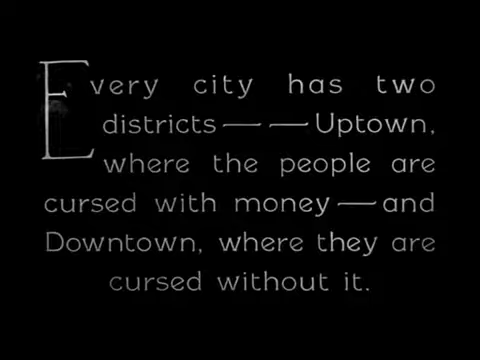 Every city has two
districts— —Uptown,
where the people are
cursed with money—and
Downtown, where they are
cursed without it.